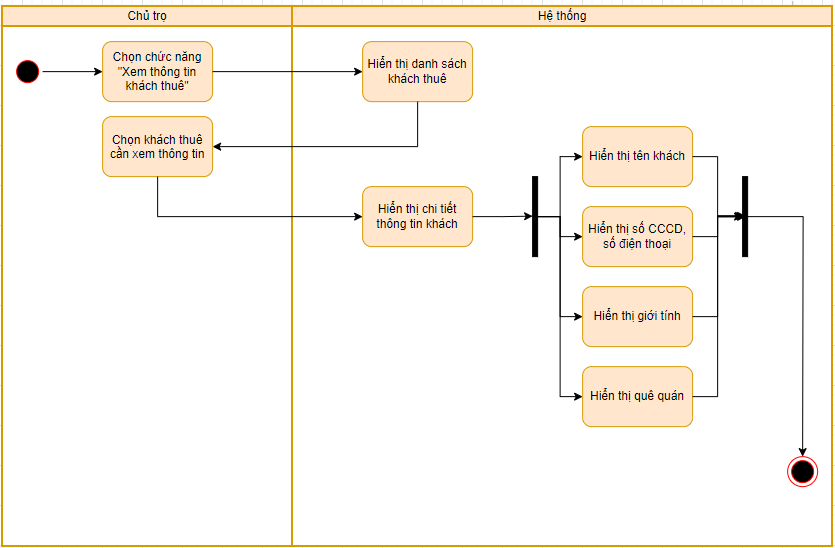 Chủ trọ
Hệ thống
Chọn chức năng
"Xem thông tin
khách thuê"
Hiển thị danh sách
khách thuê
Chọn khách thuê
cần xem thông tin
Hiển thị chi tiết
thông tin khách
Hiển thị tên khách
Hiển thị số CCCD,
số điện thoại
Hiển thị giới tính
Hiển thị quê quán